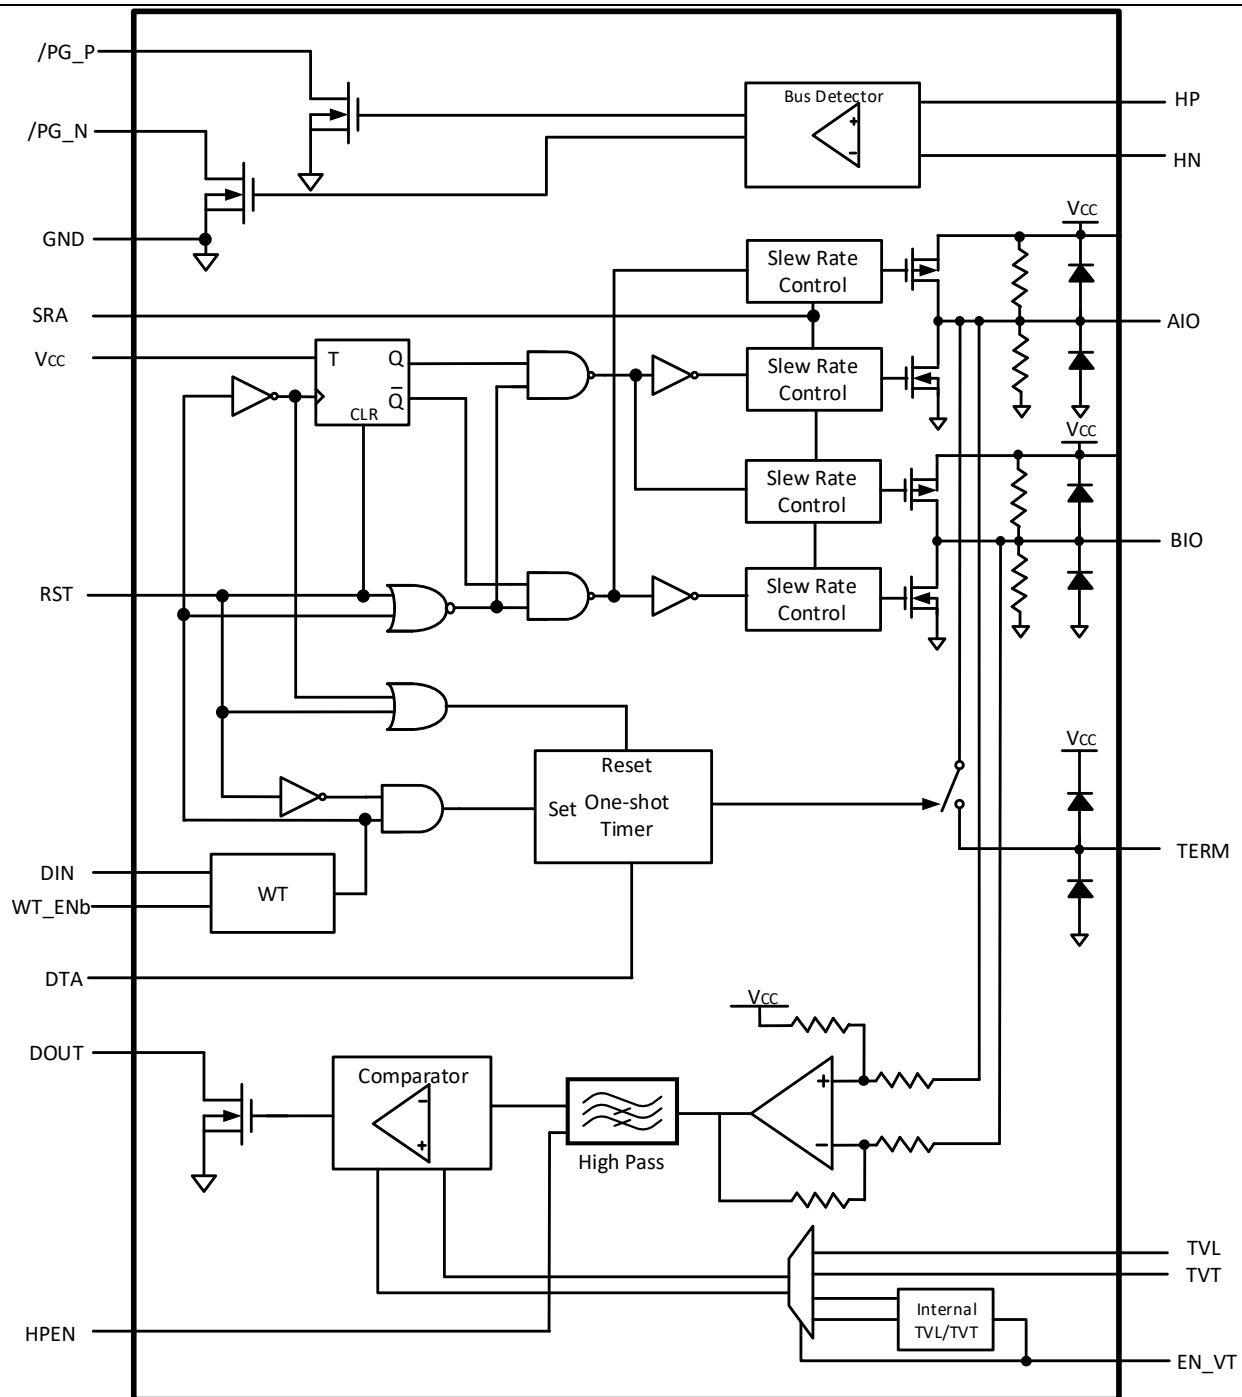 /PG_P
Bus Detector
+
−
HP
/PG_N
HN
GND
Vcc
Slew Rate
Control
SRA
AIO
Vcc
T
Q
Q̅
CLR
Slew Rate
Control
Vcc
Slew Rate
Control
BIO
RST
Slew Rate
Control
Vcc
Reset
Set
One-shot
Timer
TERM
DIN
WT
WT_ENb
DTA
Vcc
DOUT
Comparator
−
+
+
−
High Pass
TVL
TVT
Internal
TVL/TVT
HPEN
EN_VT